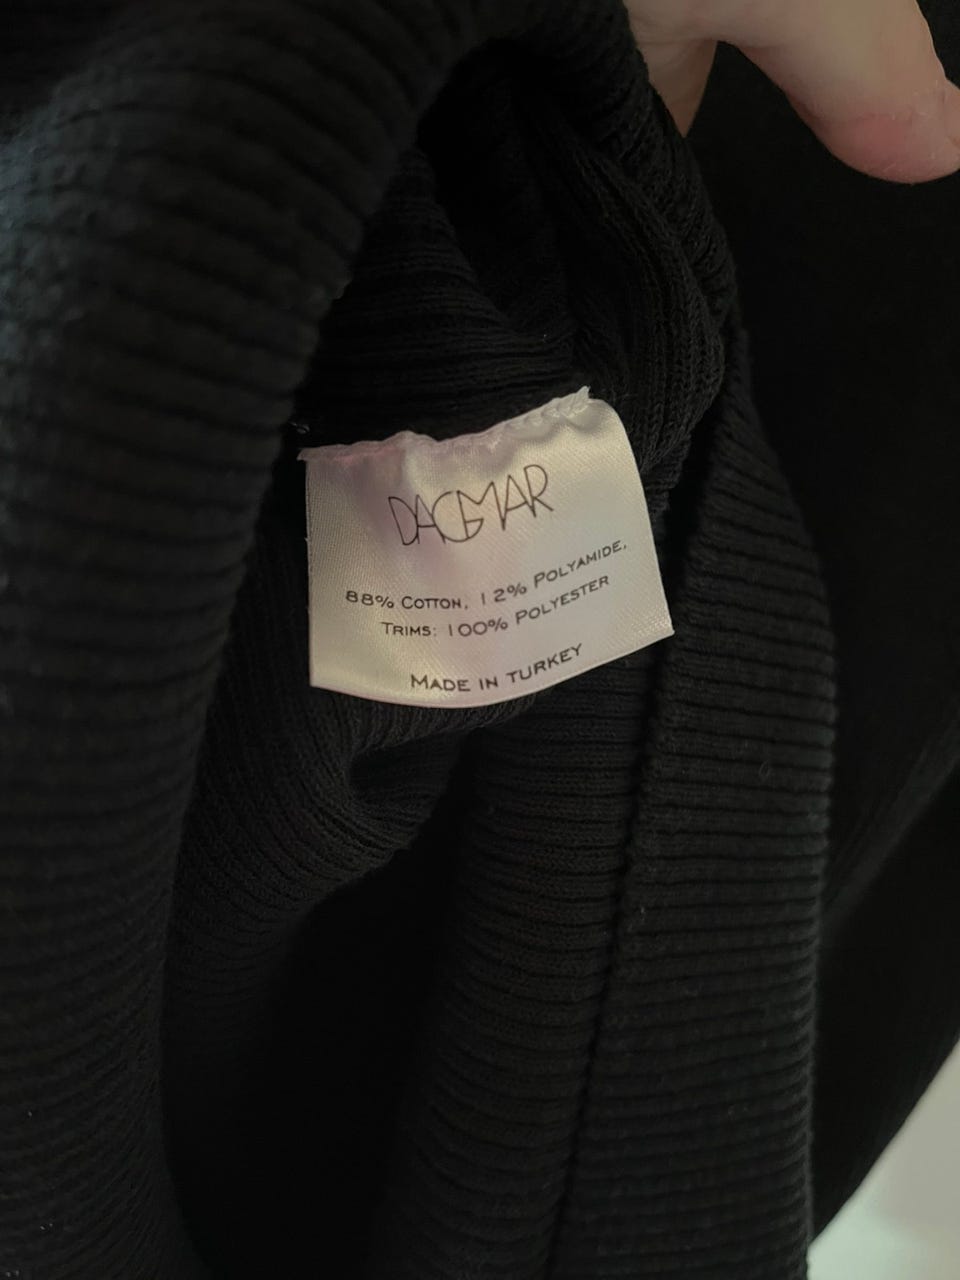 DAGMAR
88% COTTON, 12% POLYAMIDE,
TRIMS: 100% POLYESTER
MADE IN TURKEY